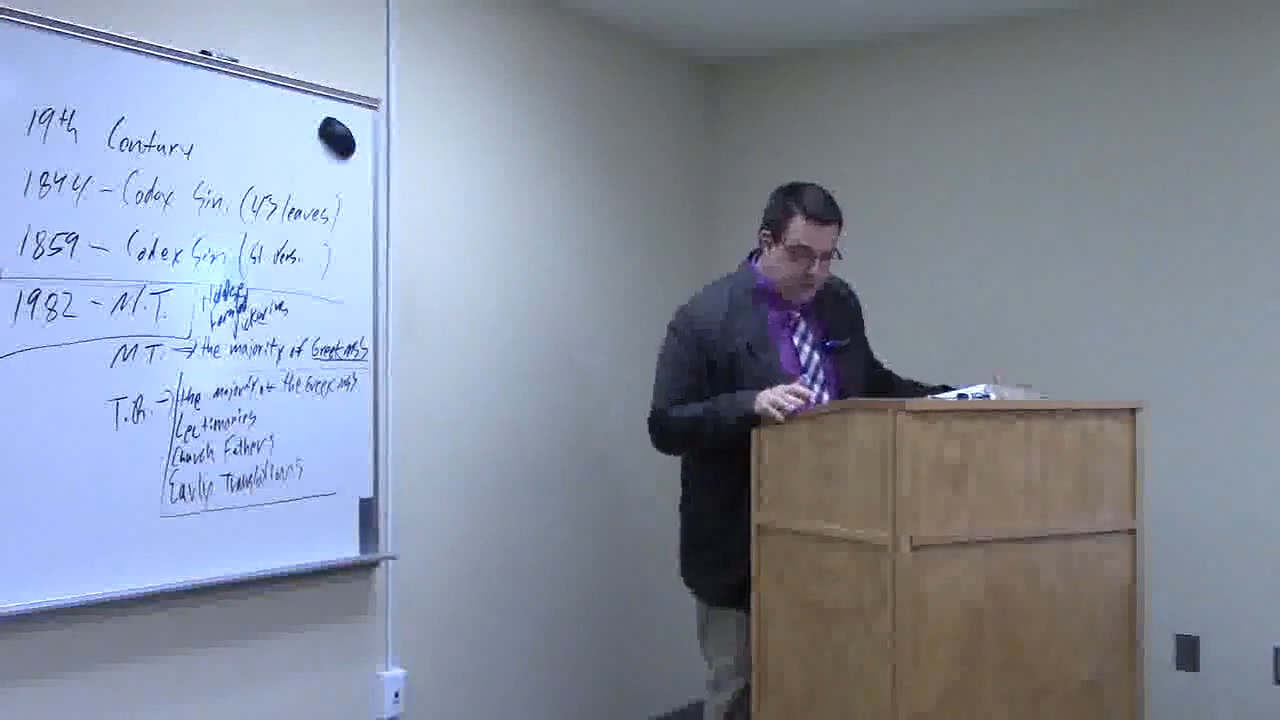 19th Century
1844 - Codex Sin. (43 leaves)
1859 - Codex Sin (
1982 - M.T.
M.T. → the majority of Greek mss
T.R. → the majority of the Greek mss
Lectionaries
Church Fathers
Early Translations